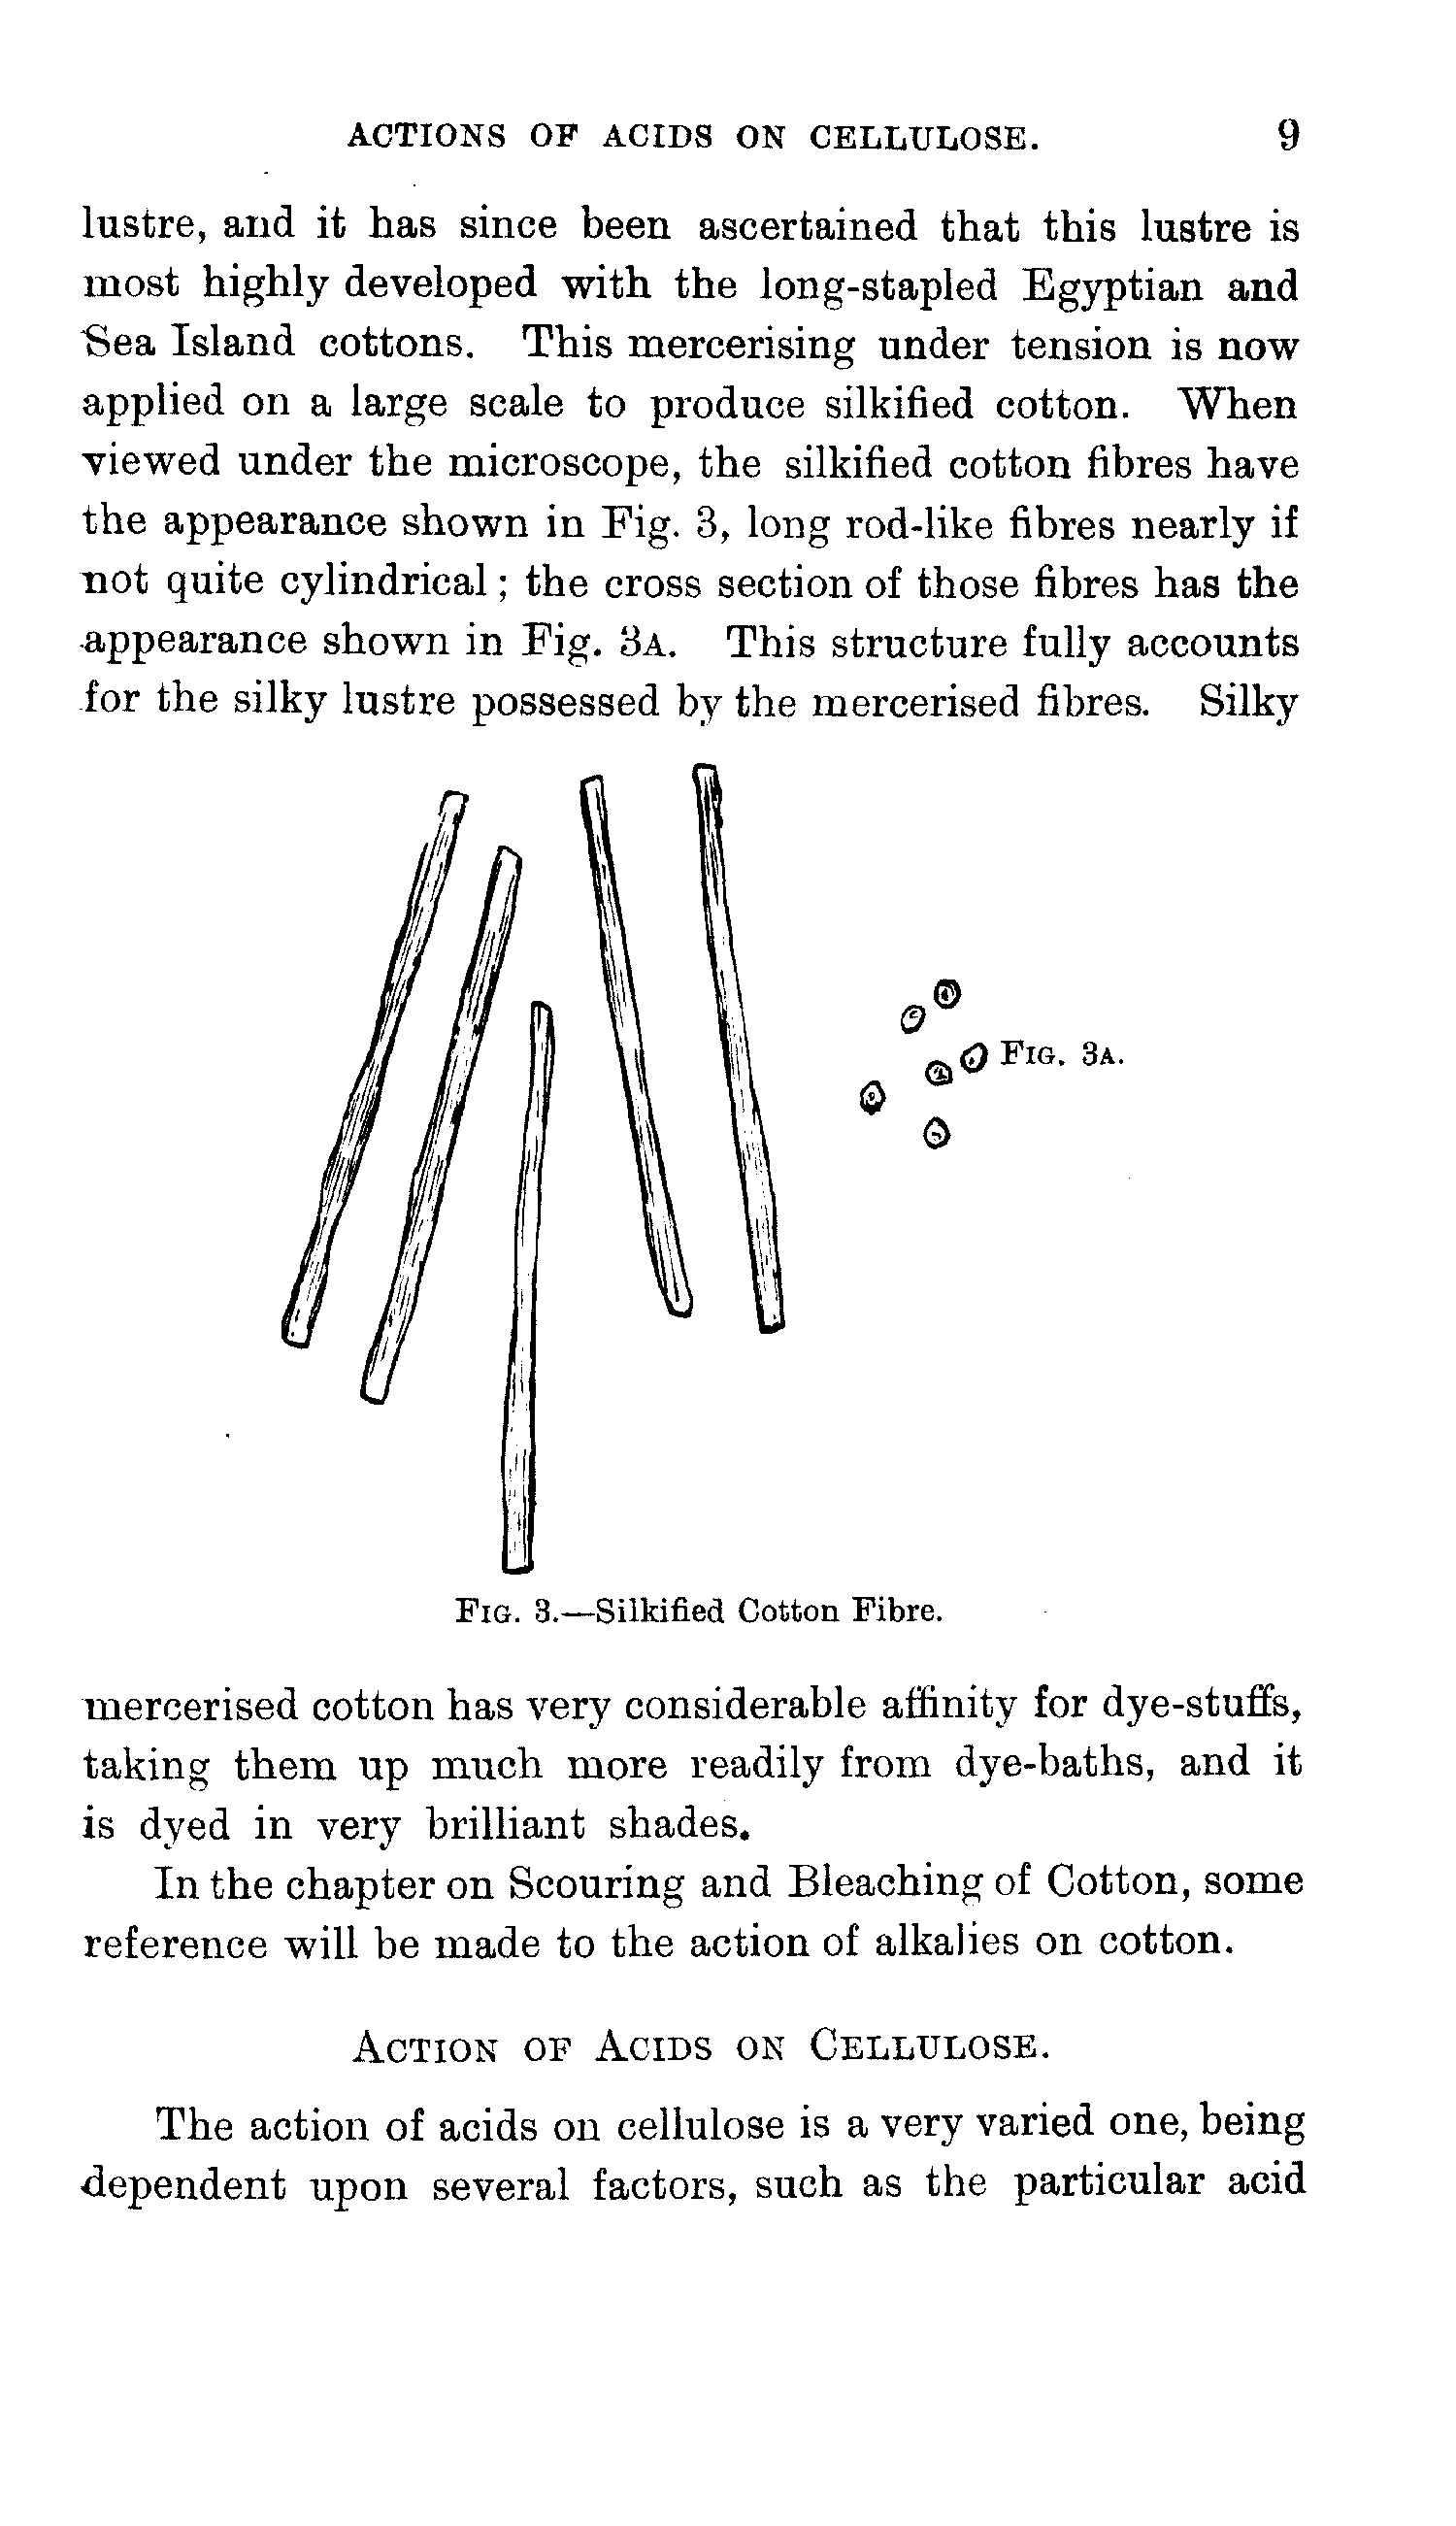 ACTIONS OF ACIDS ON CELLULOSE. 9
lustre, and it has since been ascertained that this lustre is
most highly developed with the long-stapled Egyptian and
Sea Island cottons. This mercerising under tension is now
applied on a large scale to produce silkified cotton. When
viewed under the microscope, the silkified cotton fibres have
the appearance shown in Fig. 3, long rod-like fibres nearly if
not quite cylindrical; the cross section of those fibres has the
appearance shown in Fig. 3A. This structure fully accounts
for the silky lustre possessed by the mercerised fibres. Silky
FIG. 3A.
FIG. 3.—Silkified Cotton Fibre.
mercerised cotton has very considerable affinity for dye-stuffs,
taking them up much more readily from dye-baths, and it
is dyed in very brilliant shades.
In the chapter on Scouring and Bleaching of Cotton, some
reference will be made to the action of alkalies on cotton.
ACTION OF ACIDS ON CELLULOSE.
The action of acids on cellulose is a very varied one, being
dependent upon several factors, such as the particular acid